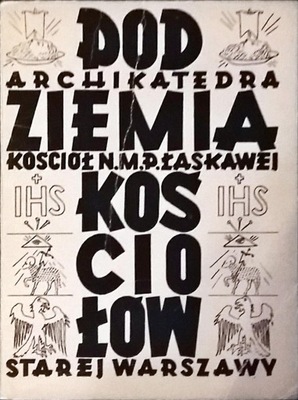 POD
ARCHIKATEDRA
ZIEMIĄ
KOŚCIÓŁ N.M.P. ŁASKAWEJ
KOŚ
IHS IHS
CIO
ŁÓW
STAREJ WARSZAWY